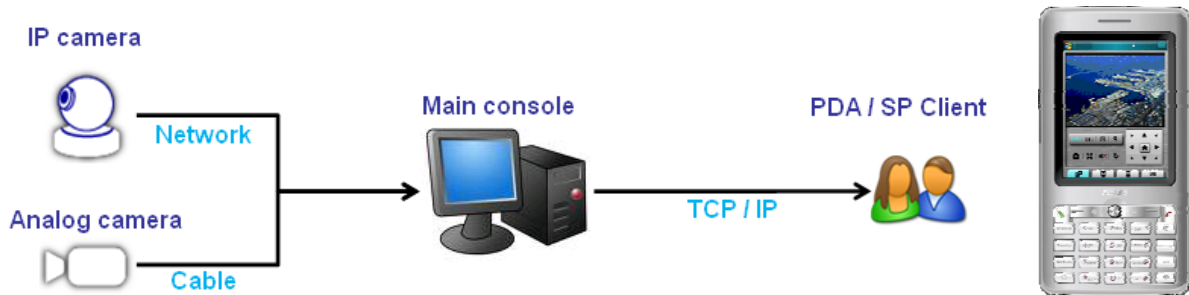 IP camera
Network
Analog camera
Cable
Main console
TCP / IP
PDA / SP Client